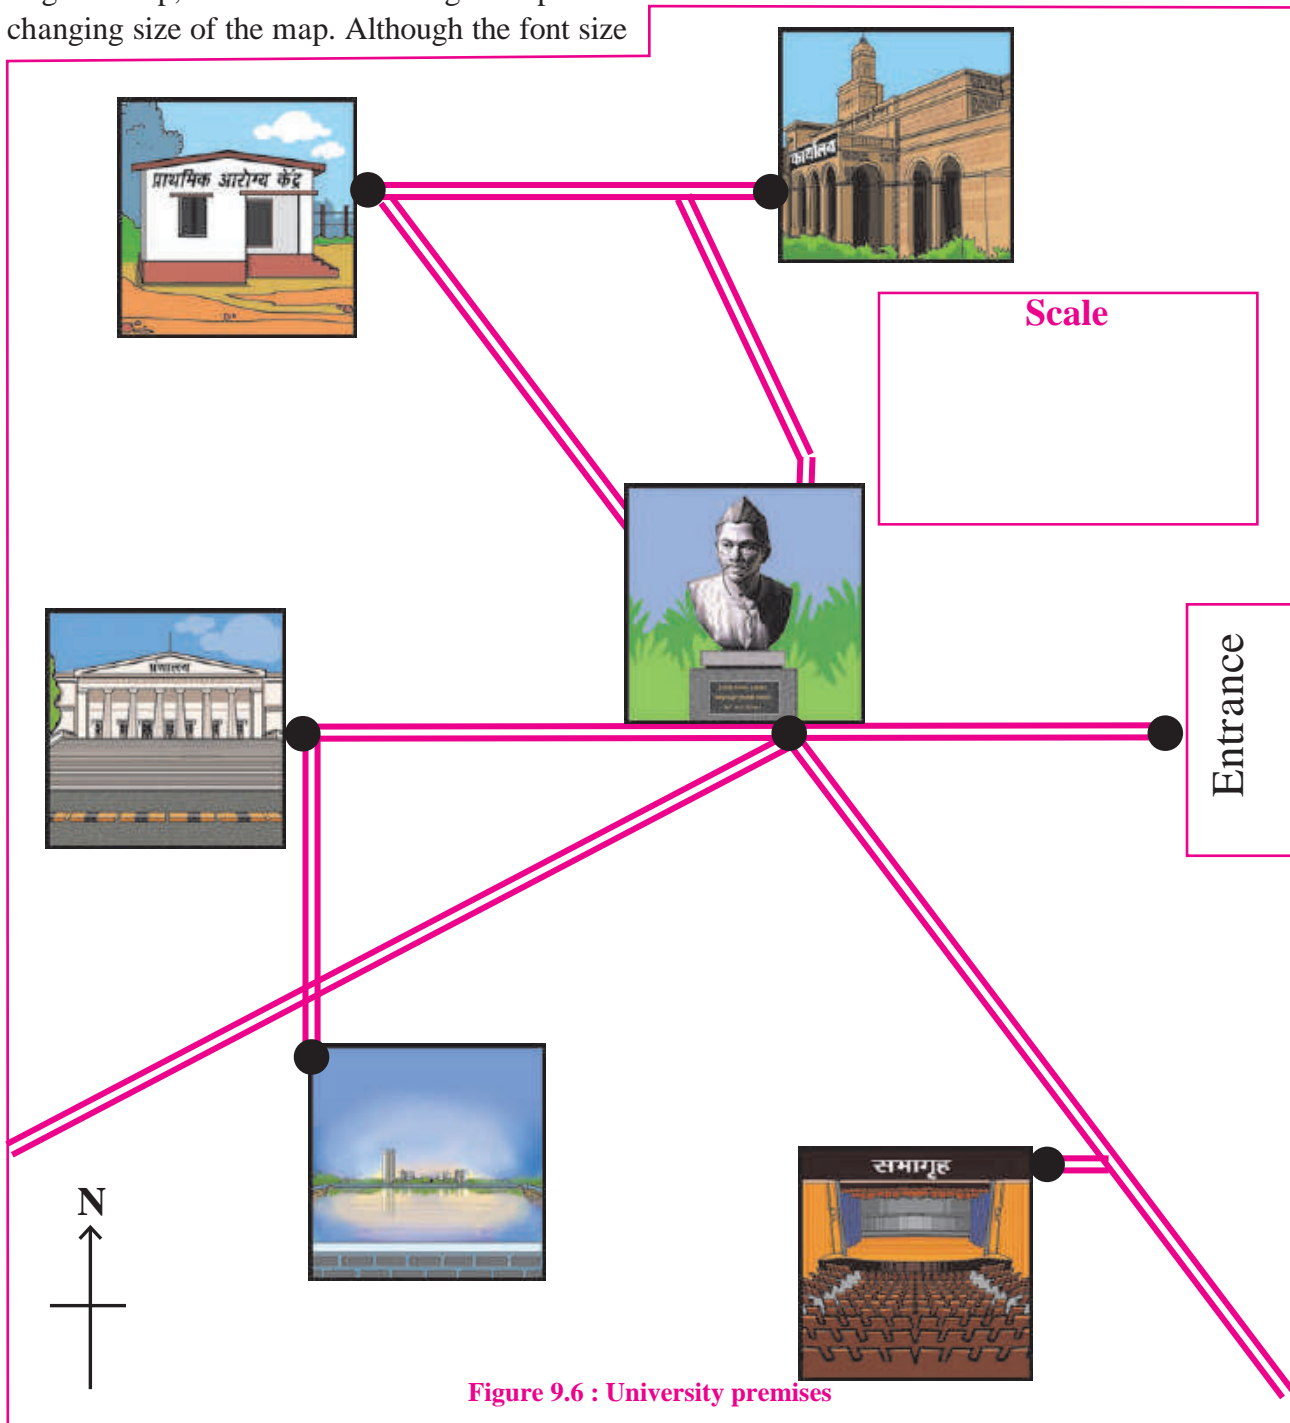 changing size of the map. Although the font size
कार्यालय
प्राथमिक आरोग्य केंद्र
Scale
Entrance
ग्रंथालय
सभागृह
N
Figure 9.6 : University premises